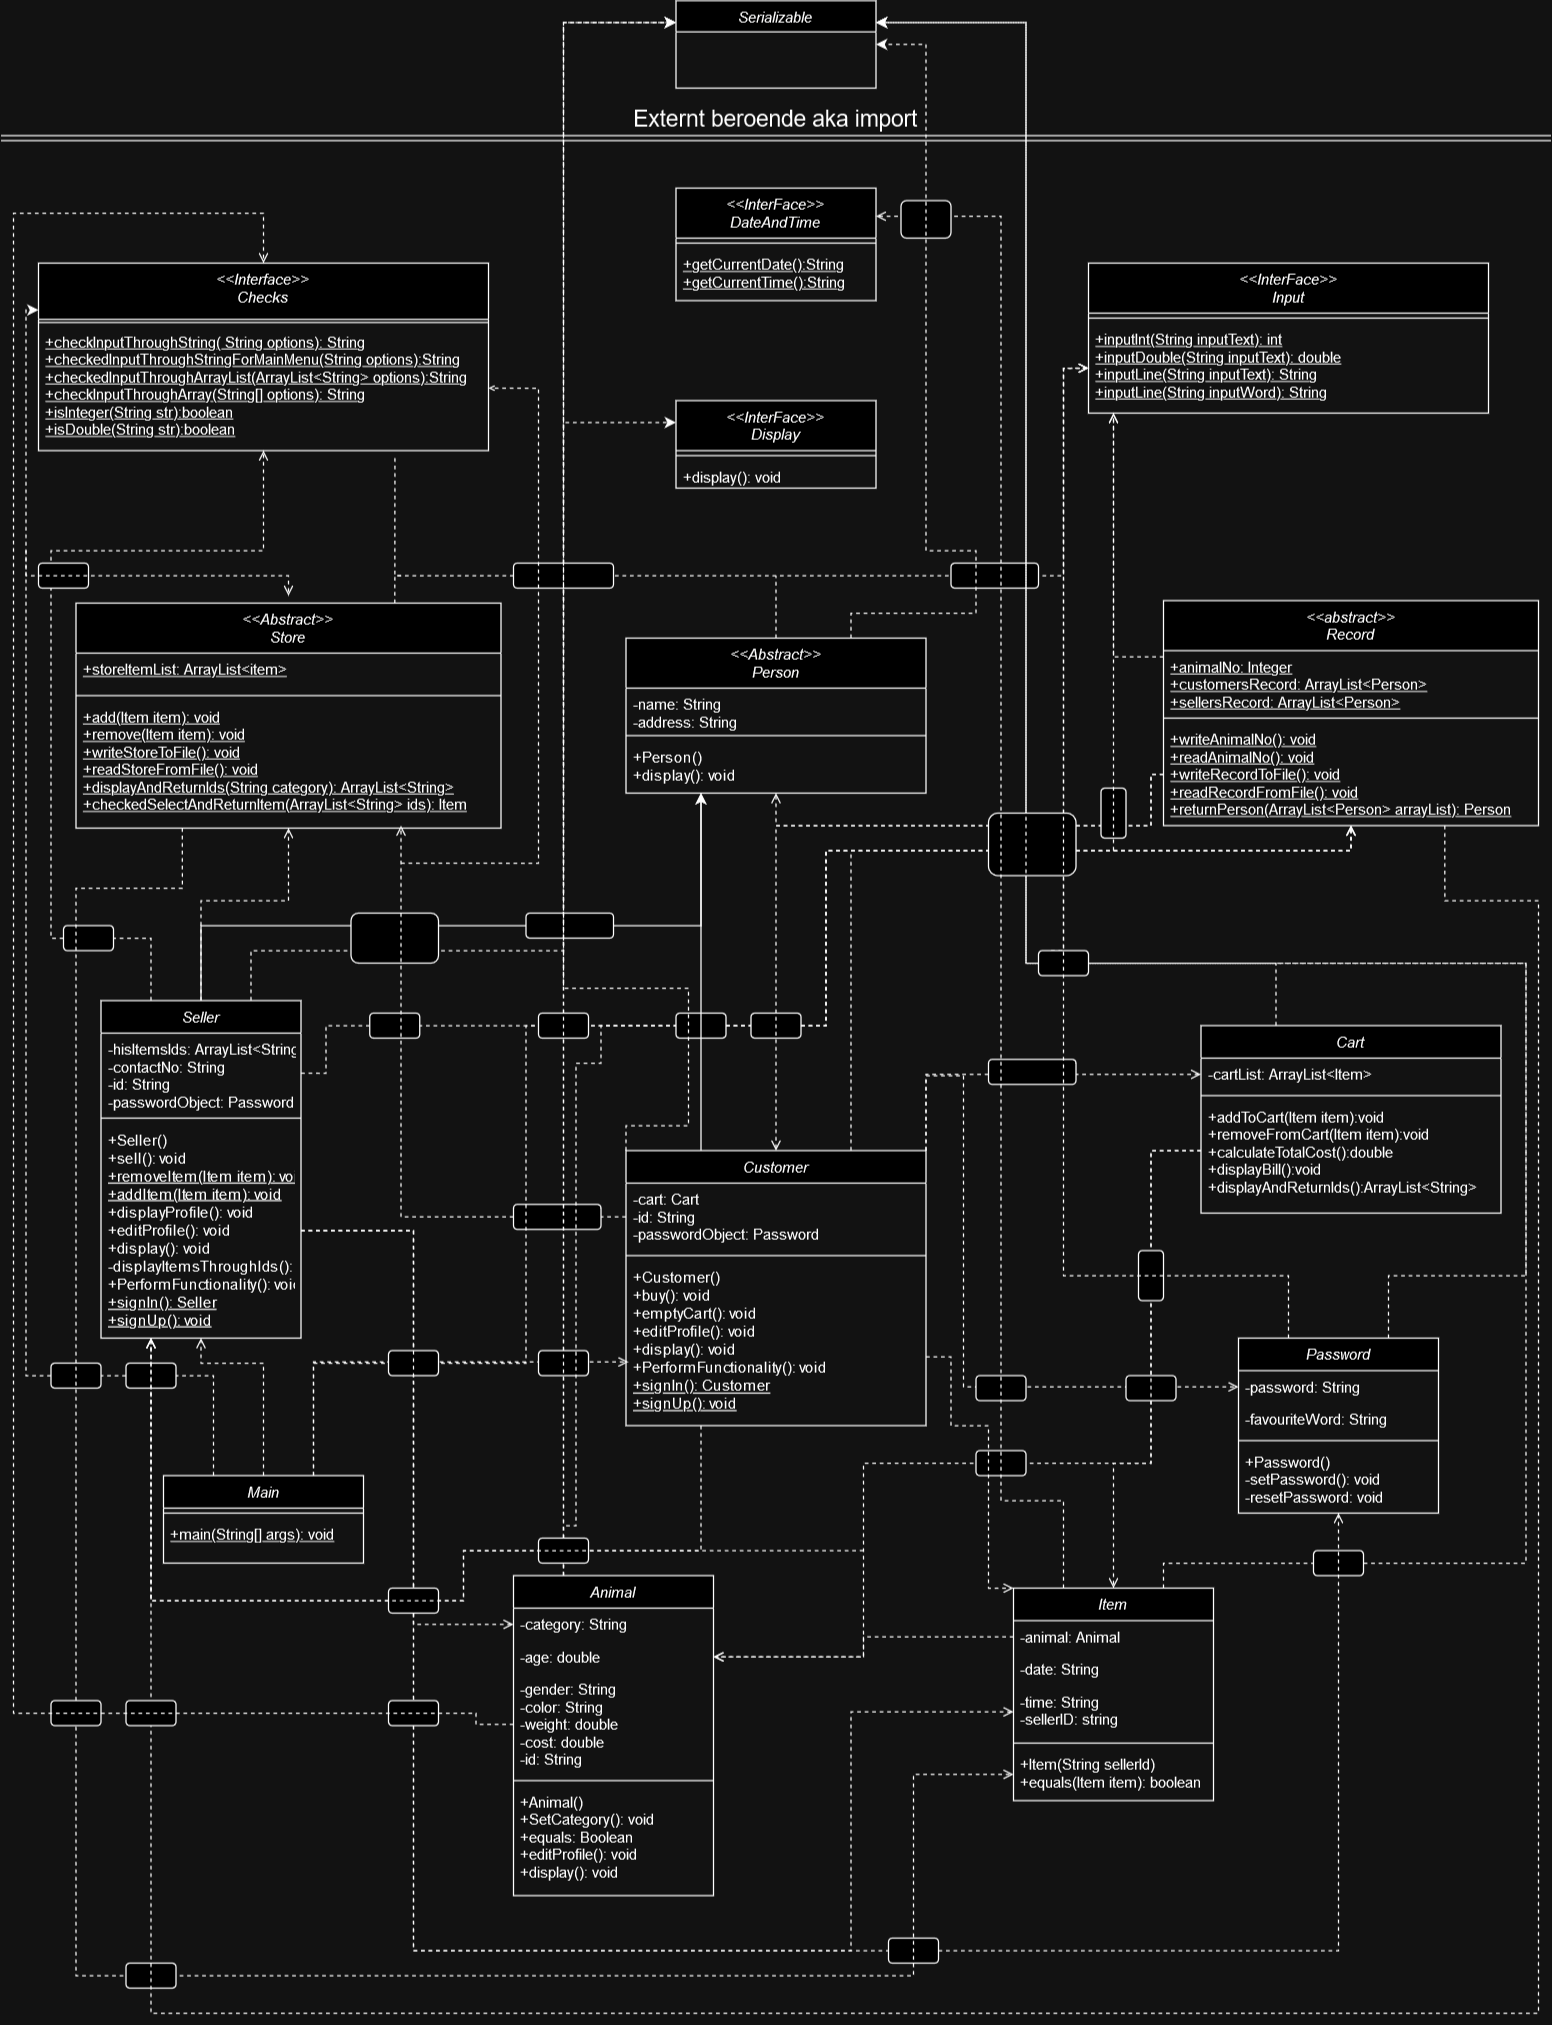 Serializable
Externt beroende aka import
<<InterFace>>
DateAndTime
+getCurrentDate():String
+getCurrentTime():String
<<Interface>>
Checks
+checkInputThroughString( String options): String
+checkedInputThroughStringForMainMenu(String options):String
+checkedInputThroughArrayList(ArrayList<String> options):String
+checkInputThroughArray(String[] options): String
+isInteger(String str):boolean
+isDouble(String str):boolean
<<InterFace>>
Input
+inputInt(String inputText): int
+inputDouble(String inputText): double
+inputLine(String inputText): String
+inputLine(String inputWord): String
<<InterFace>>
Display
+display(): void
<<Abstract>>
Store
+storeItemList: ArrayList<item>
+add(Item item): void
+remove(Item item): void
+writeStoreToFile(): void
+readStoreFromFile(): void
+displayAndReturnIds(String category): ArrayList<String>
+checkedSelectAndReturnItem(ArrayList<String> ids): Item
<<Abstract>>
Person
-name: String
-address: String
+Person()
+display(): void
<<abstract>>
Record
+animalNo: Integer
+customersRecord: ArrayList<Person>
+sellersRecord: ArrayList<Person>
+writeAnimalNo(): void
+readAnimalNo(): void
+writeRecordToFile(): void
+readRecordFromFile(): void
+returnPerson(ArrayList<Person> arrayList): Person
Seller
-hisItemsIds: ArrayList<String
-contactNo: String
-id: String
-passwordObject: Password
+Seller()
+sell(): void
+removeItem(Item item): voi
+addItem(Item item): void
+displayProfile(): void
+editProfile(): void
+display(): void
-displayItemsThroughIds():
+PerformFunctionality(): void
+signIn(): Seller
+signUp(): void
Cart
-cartList: ArrayList<Item>
+addToCart(Item item):void
+removeFromCart(Item item):void
+calculateTotalCost():double
+displayBill():void
+displayAndReturnIds():ArrayList<String>
Customer
-cart: Cart
-id: String
-passwordObject: Password
+Customer()
+buy(): void
+emptyCart(): void
+editProfile(): void
+display(): void
+PerformFunctionality(): void
+signIn(): Customer
+signUp(): void
Password
-password: String
-favouriteWord: String
+Password()
-setPassword(): void
-resetPassword: void
Main
+main(String[] args): void
Animal
-category: String
-age: double
-gender: String
-color: String
-weight: double
-cost: double
-id: String
+Animal()
+SetCategory(): void
+equals: Boolean
+editProfile(): void
+display(): void
Item
-animal: Animal
-date: String
-time: String
-sellerID: string
+Item(String sellerId)
+equals(Item item): boolean